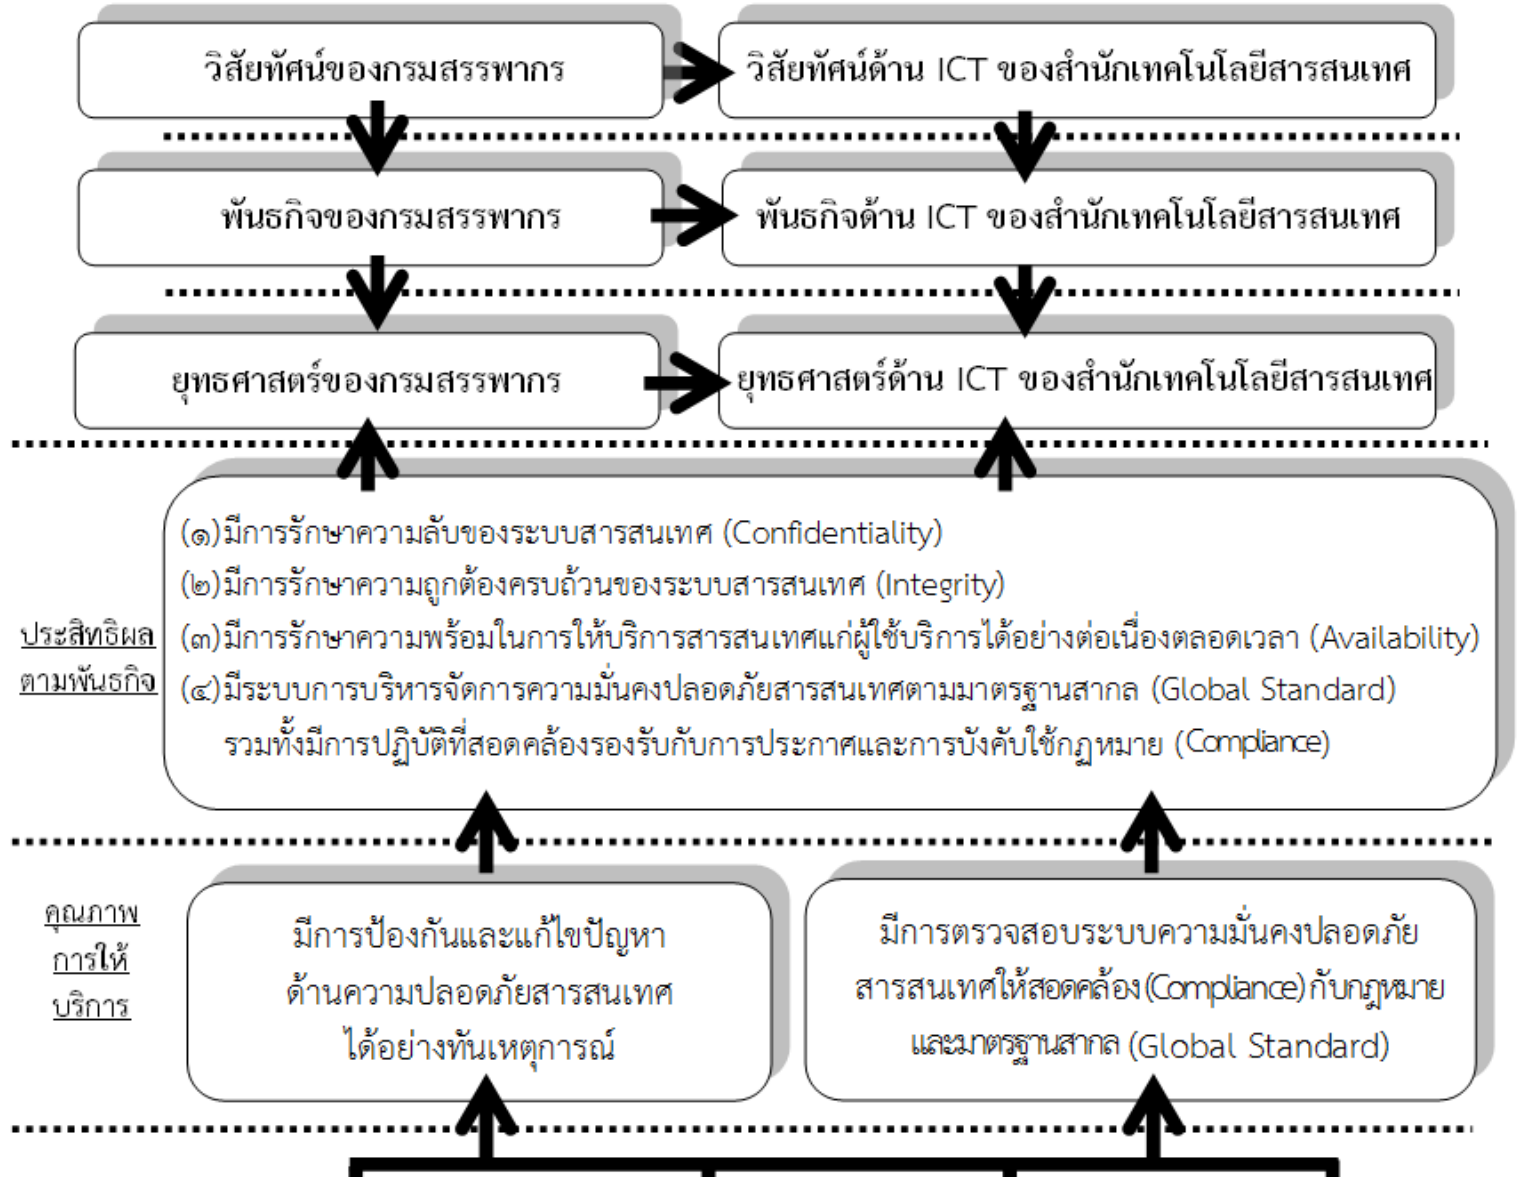 วิสัยทัศน์ของกรมสรรพากร
วิสัยทัศน์ด้าน ICT ของสำนักเทคโนโลยีสารสนเทศ
พันธกิจของกรมสรรพากร
พันธกิจด้าน ICT ของสำนักเทคโนโลยีสารสนเทศ
ยุทธศาสตร์ของกรมสรรพากร
ยุทธศาสตร์ด้าน ICT ของสำนักเทคโนโลยีสารสนเทศ
ประสิทธิผล
ตามพันธกิจ
(๑)มีการรักษาความลับของระบบสารสนเทศ (Confidentiality)
(๒)มีการรักษาความถูกต้องครบถ้วนของระบบสารสนเทศ (Integrity)
(๓)มีการรักษาความพร้อมในการให้บริการสารสนเทศแก่ผู้ใช้บริการได้อย่างต่อเนื่องตลอดเวลา (Availability)
(๔)มีระบบการบริหารจัดการความมั่นคงปลอดภัยสารสนเทศตามมาตรฐานสากล (Global Standard)
รวมทั้งมีการปฏิบัติที่สอดคล้องรองรับกับการประกาศและการบังคับใช้กฎหมาย (Compliance)
คุณภาพ
การให้
บริการ
มีการป้องกันและแก้ไขปัญหา
ด้านความปลอดภัยสารสนเทศ
ได้อย่างทันเหตุการณ์
มีการตรวจสอบระบบความมั่นคงปลอดภัย
สารสนเทศให้สอดคล้อง(Compliance)กับกฎหมาย
และมาตรฐานสากล (Global Standard)